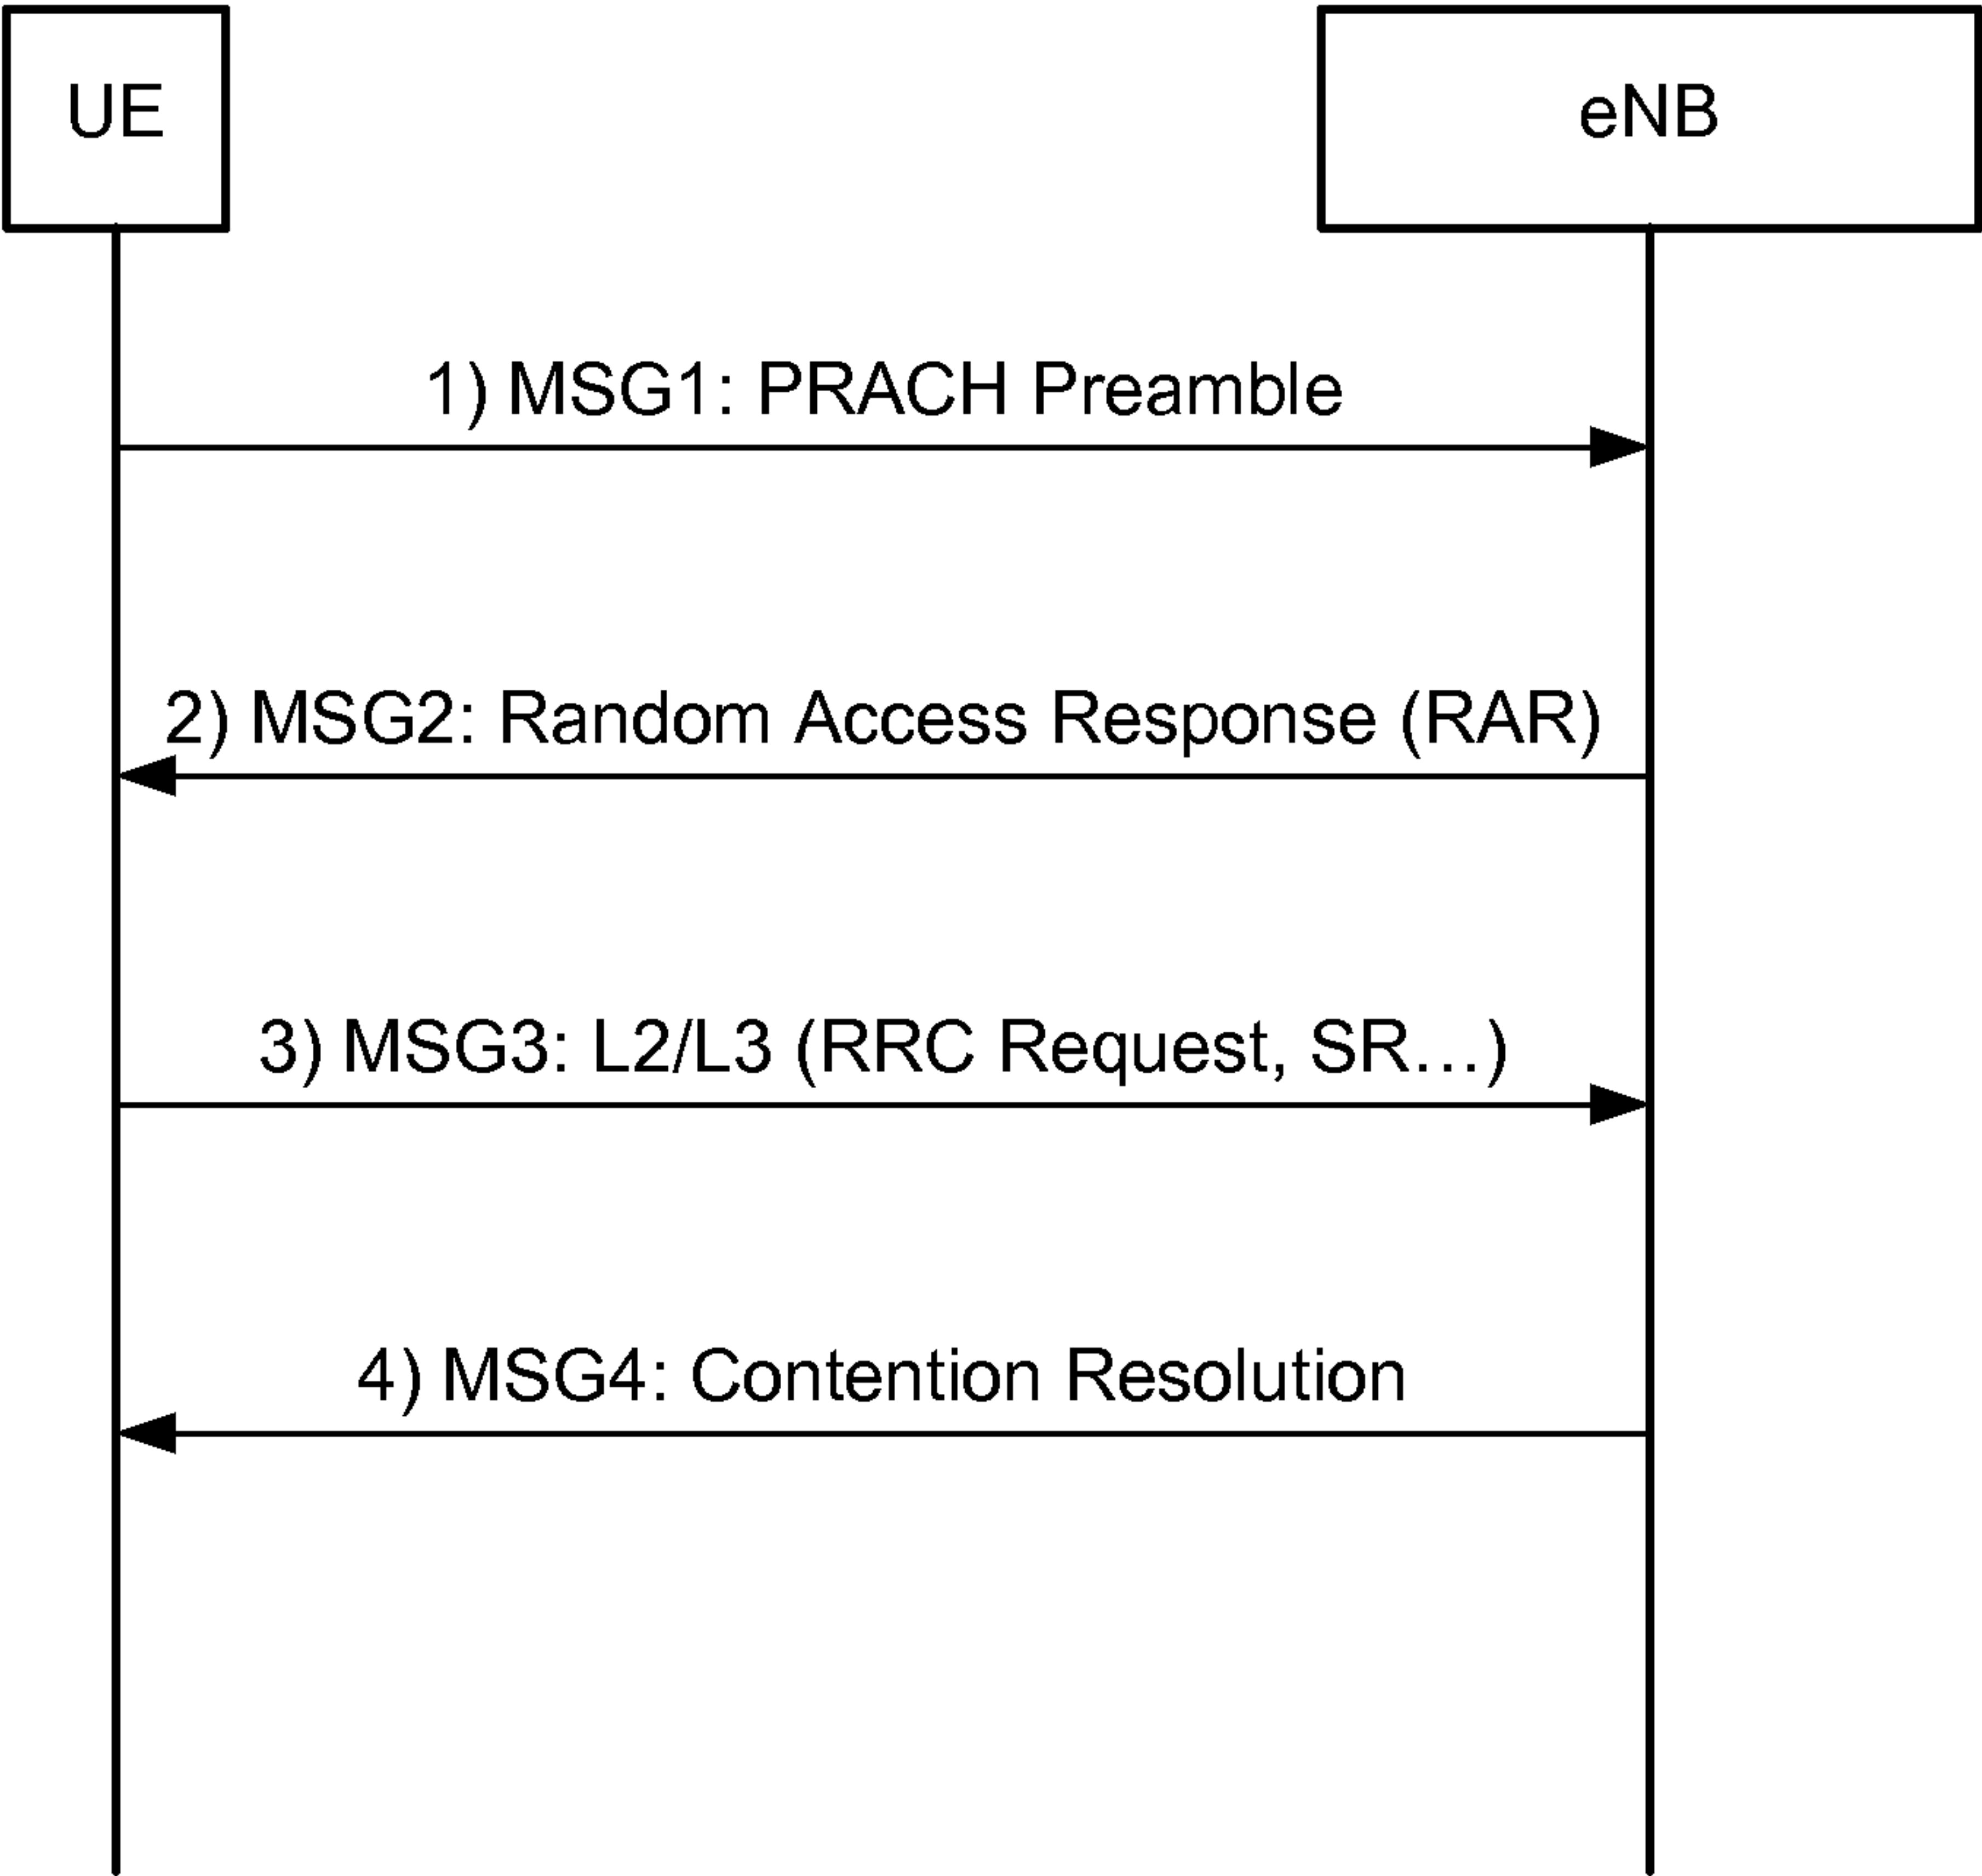 UE
eNB
1) MSG1: PRACH Preamble
2) MSG2: Random Access Response (RAR)
3) MSG3: L2/L3 (RRC Request, SR...)
4) MSG4: Contention Resolution